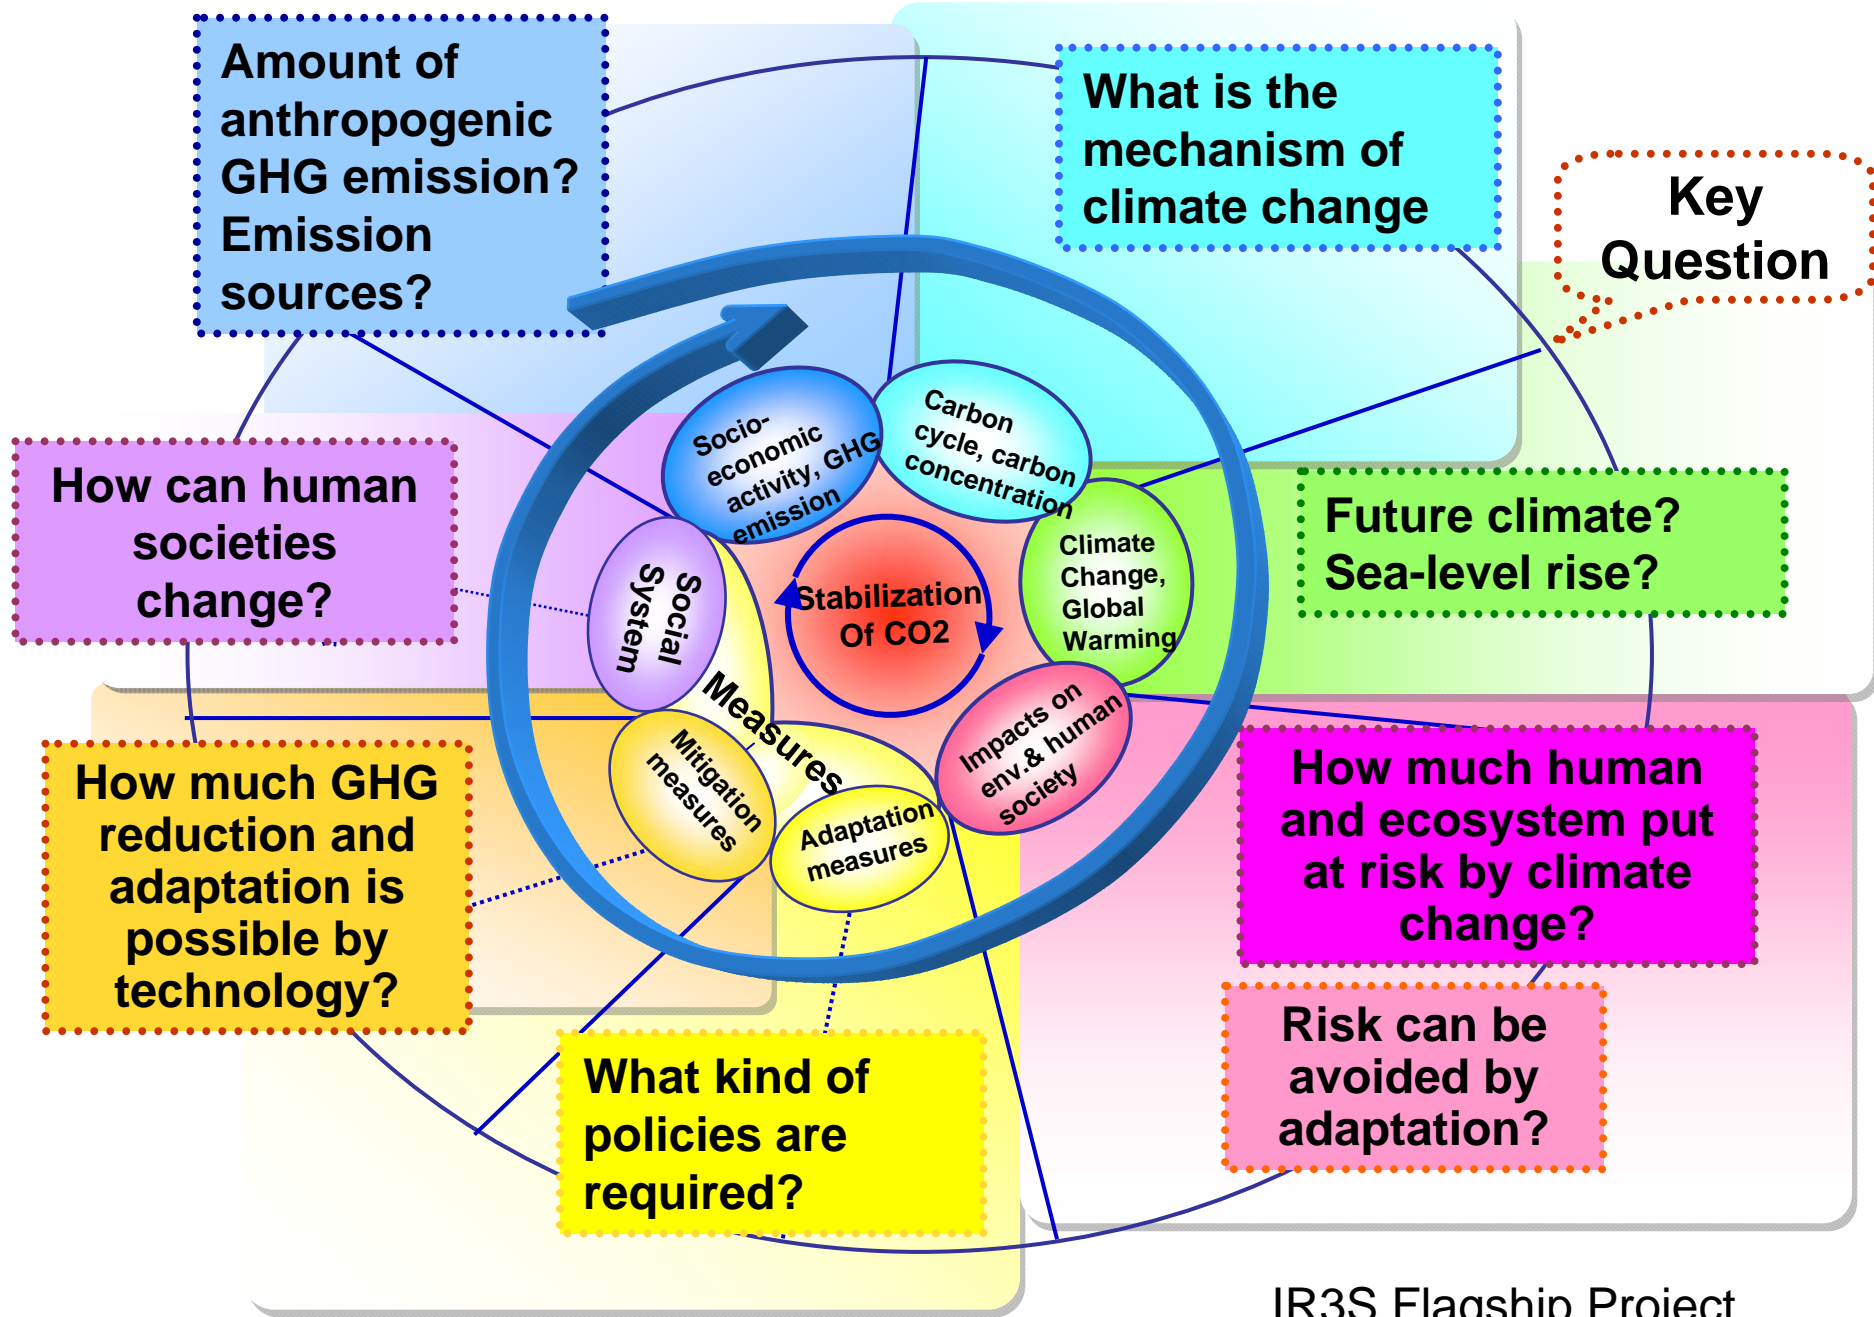 Amount of
anthropogenic
GHG emission?
Emission
sources?
What is the
mechanism of
climate change
Key
Question
How can human
societies
change?
Future climate?
Sea-level rise?
Socio-
economic
activity, GHG
emission
Carbon
cycle, carbon
concentration
Climate
Change,
Global
Warming
Social
System
Stabilization
Of CO2
Measures
Impacts on
env.& human
society
Mitigation
measures
Adaptation
measures
How much GHG
reduction and
adaptation is
possible by
technology?
How much human
and ecosystem put
at risk by climate
change?
Risk can be
avoided by
adaptation?
What kind of
policies are
required?
IR3S Flagship Project